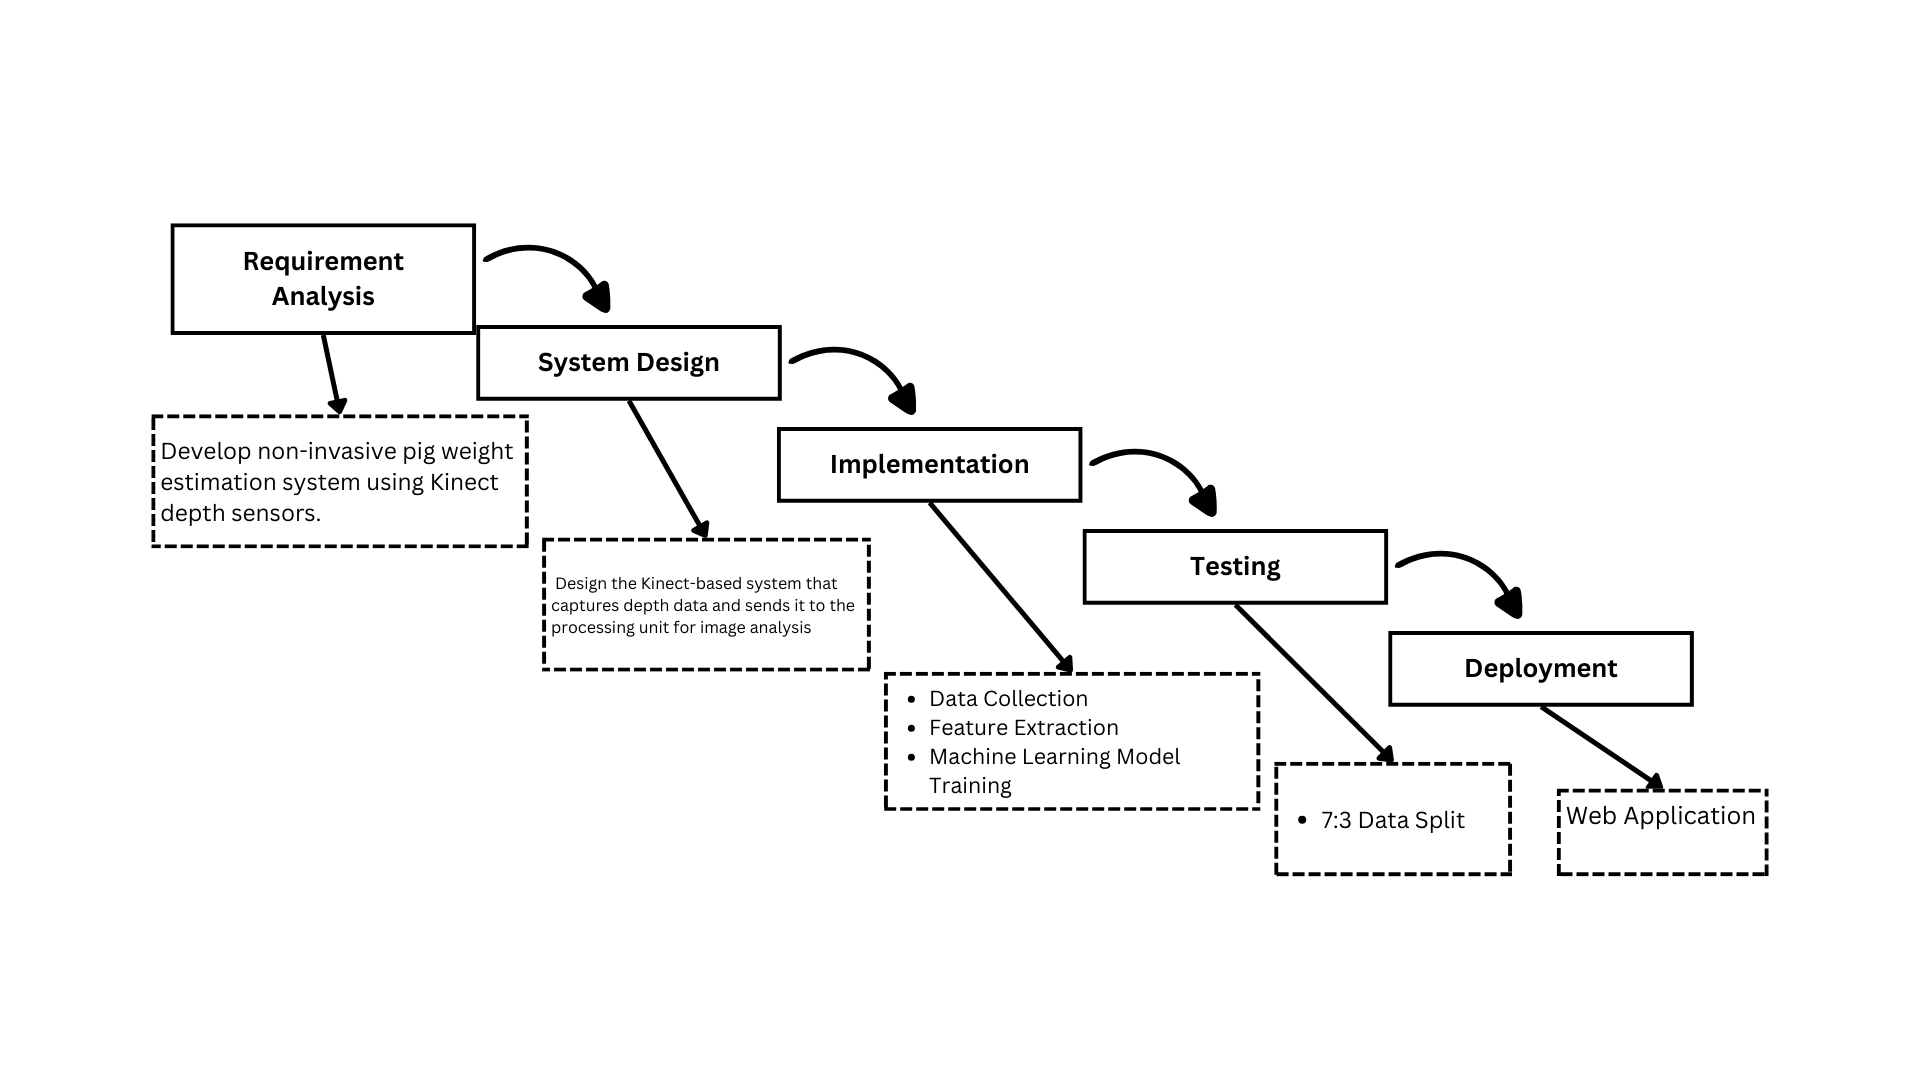 Requirement
Analysis
System Design
Implementation
Testing
Deployment
Develop non-invasive pig weight
estimation system using Kinect
depth sensors.
Design the Kinect-based system that
captures depth data and sends it to the
processing unit for image analysis
• Data Collection
• Feature Extraction
• Machine Learning Model
Training
• 7:3 Data Split
Web Application